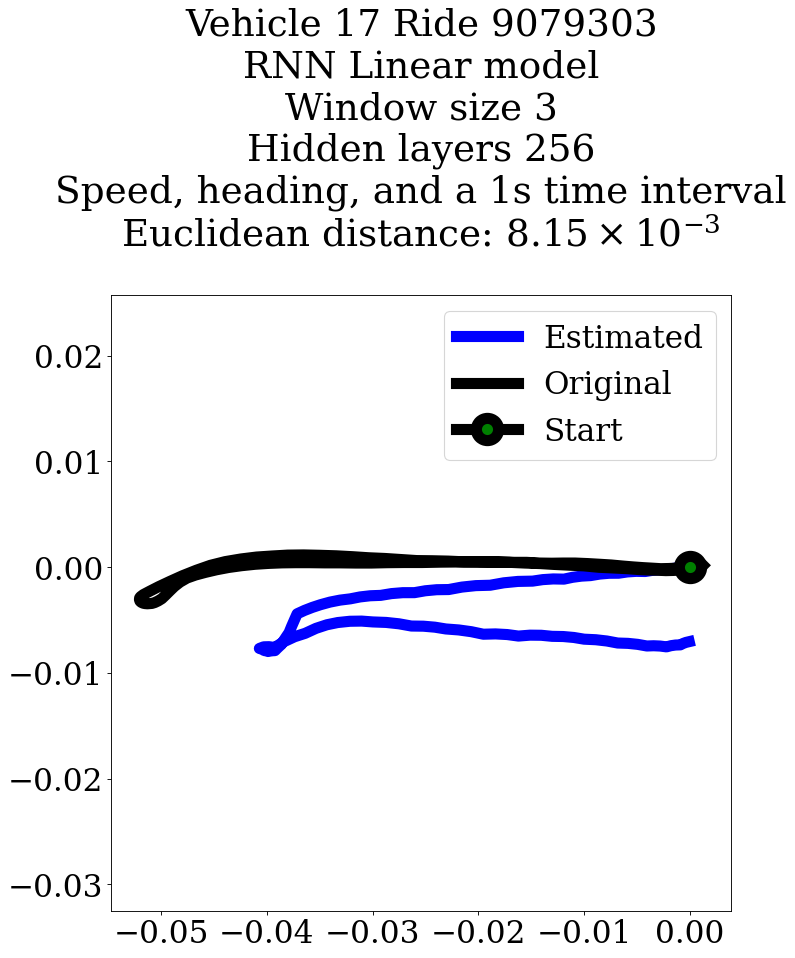 Vehicle 17 Ride 9079303
RNN Linear model
Window size 3
Hidden layers 256
Speed, heading, and a 1s time interval
Euclidean distance: 8.15 × 10⁻³
Estimated
Original
Start
0.02
0.01
0.00
−0.01
−0.02
−0.03
−0.05 −0.04 −0.03 −0.02 −0.01 0.00